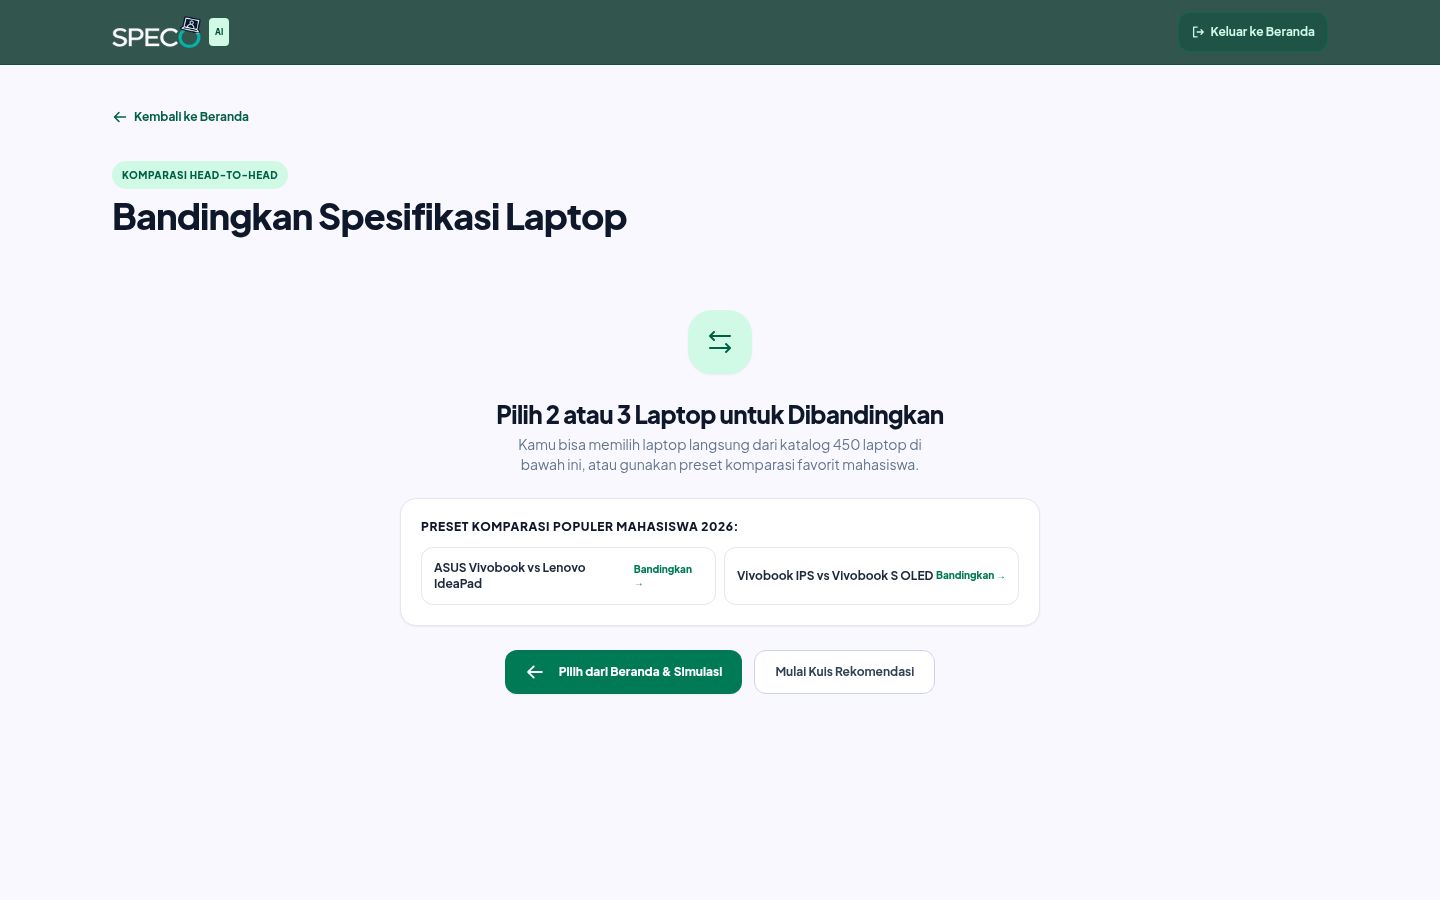 SPECO AI
Keluar ke Beranda
← Kembali ke Beranda
KOMPARASI HEAD-TO-HEAD
Bandingkan Spesifikasi Laptop
Pilih 2 atau 3 Laptop untuk Dibandingkan
Kamu bisa memilih laptop langsung dari katalog 450 laptop di
bawah ini, atau gunakan preset komparasi favorit mahasiswa.
PRESET KOMPARASI POPULER MAHASISWA 2026:
ASUS Vivobook vs Lenovo
IdeaPad
Bandingkan
→
Vivobook IPS vs Vivobook S OLED Bandingkan →
← Pilih dari Beranda & Simulasi
Mulai Kuis Rekomendasi